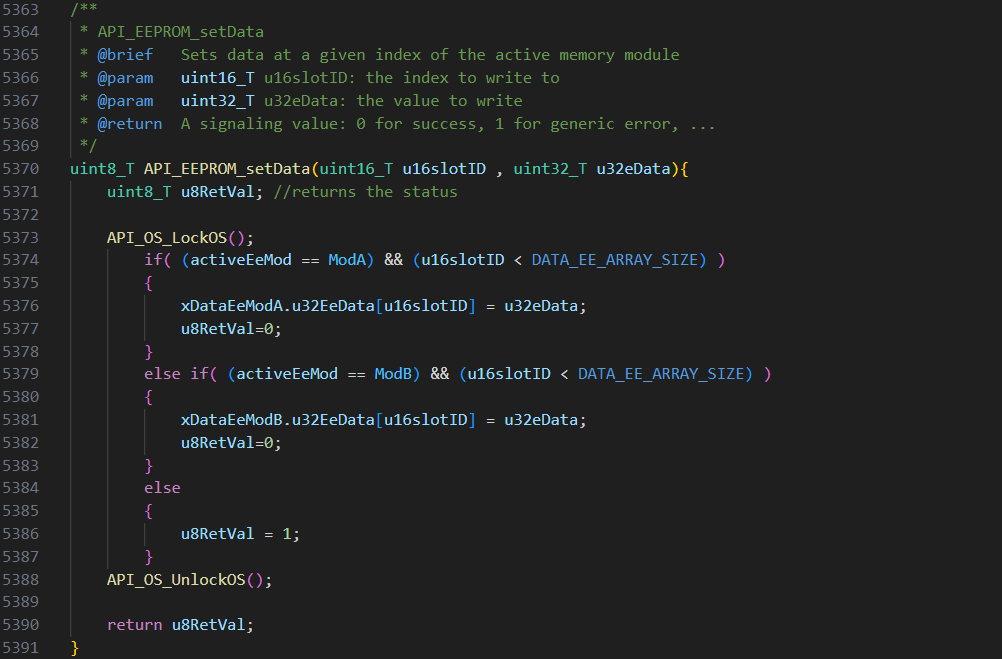 5363 /**
5364  * API_EEPROM_setData
5365  * @brief   Sets data at a given index of the active memory module
5366  * @param   uint16_T u16slotID: the index to write to
5367  * @param   uint32_T u32eData: the value to write
5368  * @return  A signaling value: 0 for success, 1 for generic error, ...
5369  */
5370 uint8_T API_EEPROM_setData(uint16_T u16slotID , uint32_T u32eData){
5371     uint8_T u8RetVal; //returns the status
5372
5373     API_OS_LockOS();
5374         if( (activeEeMod == ModA) && (u16slotID < DATA_EE_ARRAY_SIZE) )
5375         {
5376             xDataEeModA.u32EeData[u16slotID] = u32eData;
5377             u8RetVal=0;
5378         }
5379         else if( (activeEeMod == ModB) && (u16slotID < DATA_EE_ARRAY_SIZE) )
5380         {
5381             xDataEeModB.u32EeData[u16slotID] = u32eData;
5382             u8RetVal=0;
5383         }
5384         else
5385         {
5386             u8RetVal = 1;
5387         }
5388     API_OS_UnlockOS();
5389
5390     return u8RetVal;
5391 }